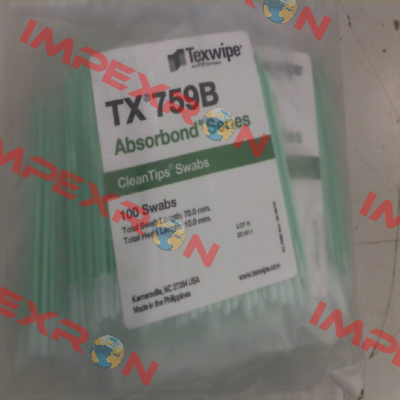 Texwipe®
TX®759B
Absorbond® Series
CleanTips® Swabs
100 Swabs
Total Swab Length 70.0 mm.
Total Head Length 10.0 mm.
LOT #:
Kernersville, NC 27284 USA
Made in the Philippines
www.texwipe.com
IMPEXRON
IMPEXRON
IMPEXRON
IMPEXRON